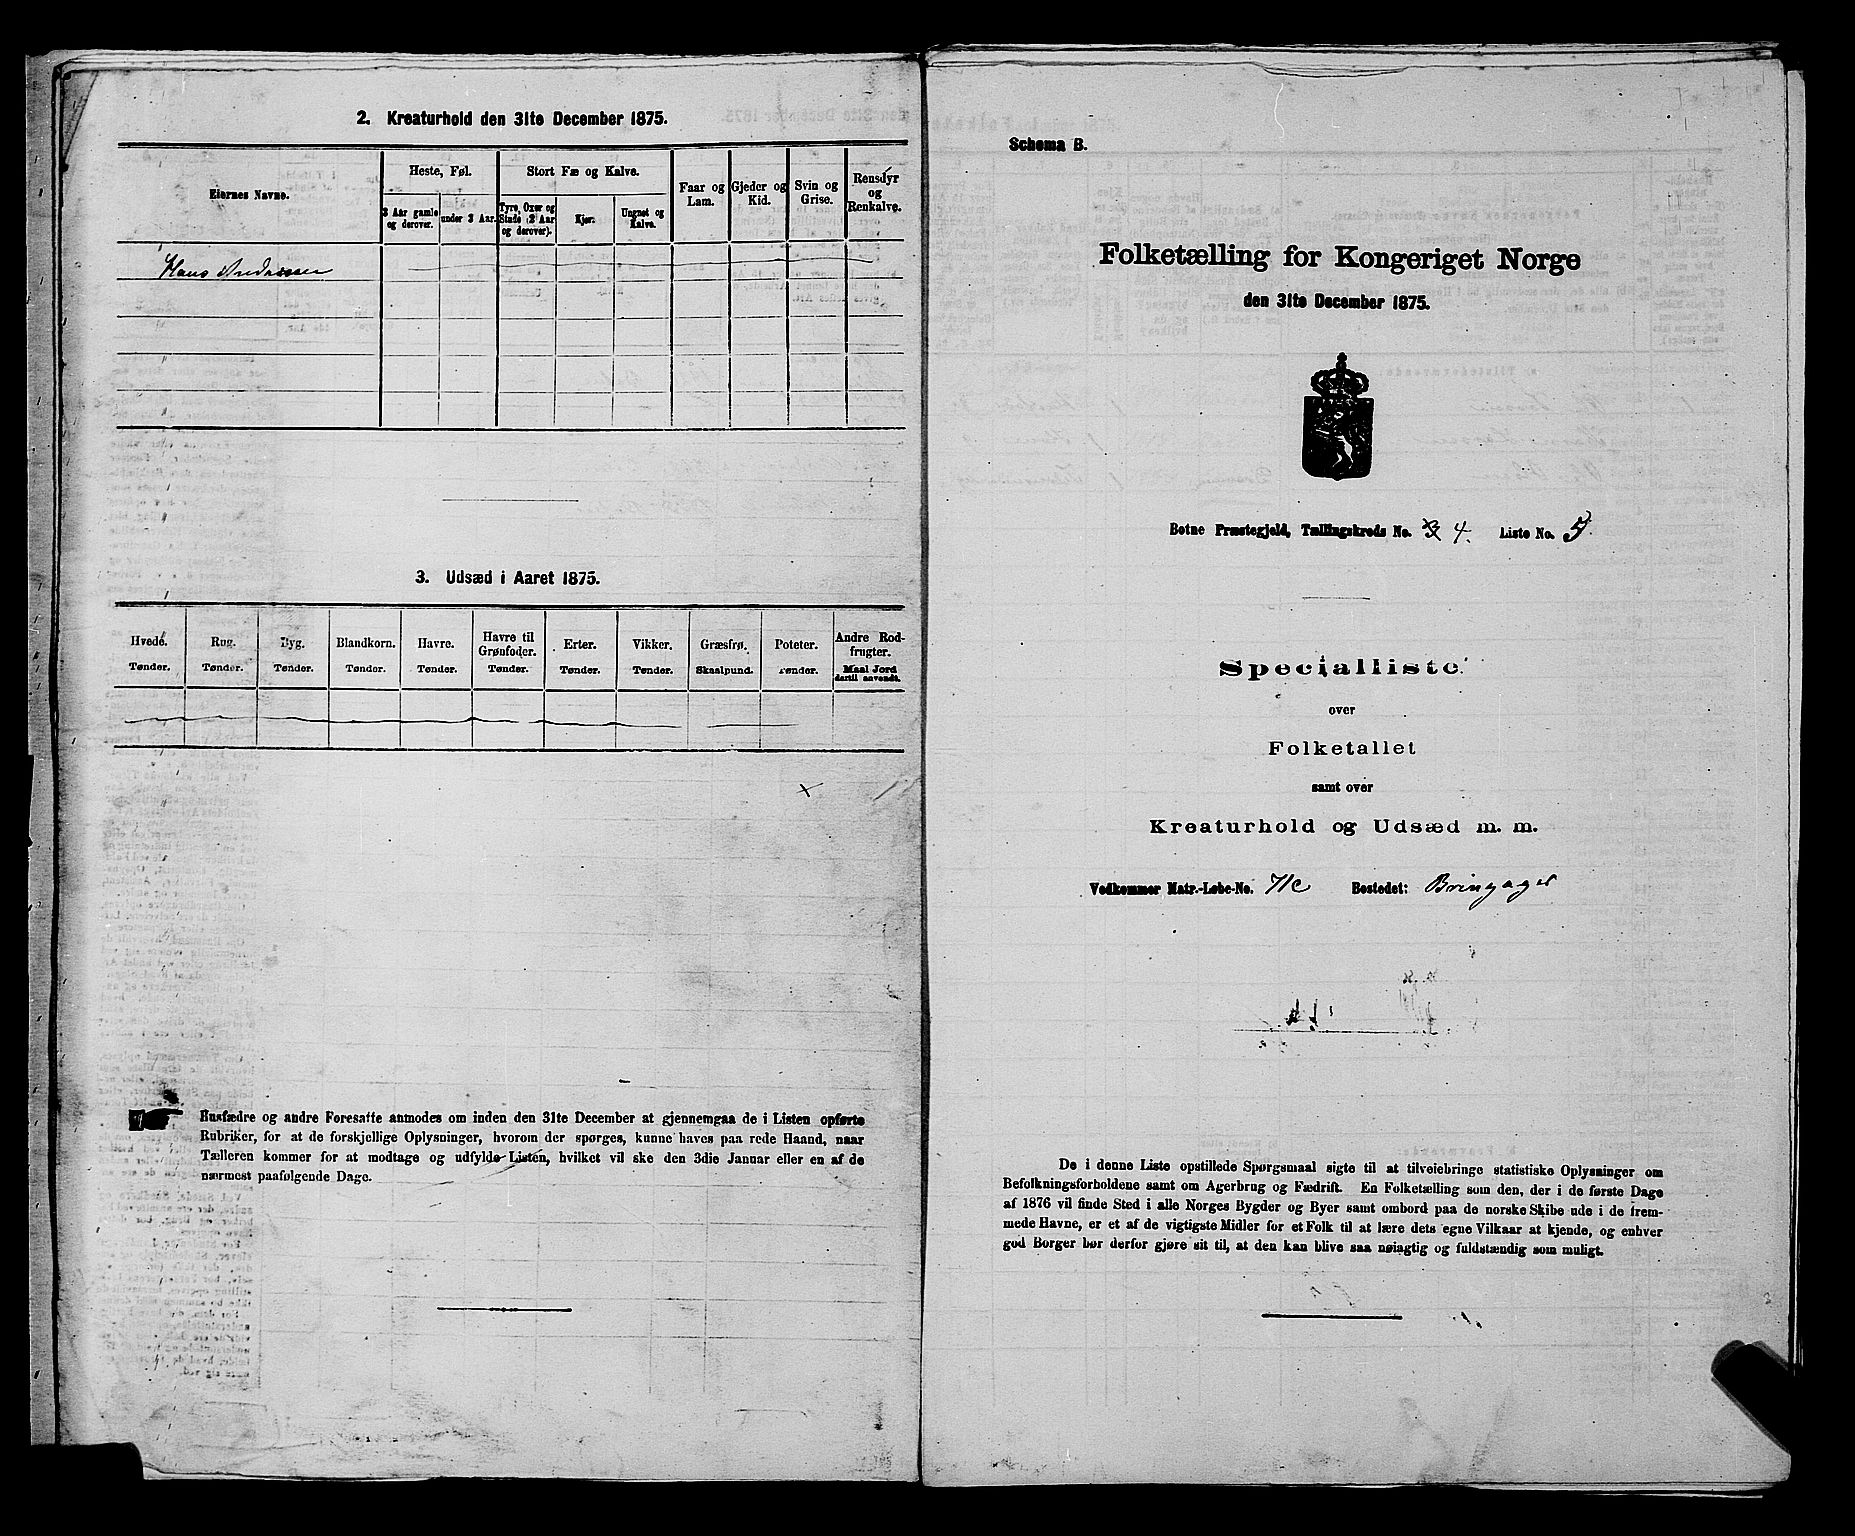 2. Kreaturhold den 31te December 1875.
Eiernes Navne.
Heste, Føl.
3 Aar gamle og derover.
under 3 Aar.
Stort Fæ og Kalve.
Tyre, Oxer og Stude (2 Aar og derover).
Kjør.
Ungnøt og Kalve.
Faar og Lam.
Gjeder og Kid.
Svin og Grise.
Rensdyr og Renkalve.
Hans Andersen
3. Udsæd i Aaret 1875.
Hvede. Rug. Byg. Blandkorn. Havre. Havre til Grønfoder. Erter. Vikker. Græsfrø. Poteter. Andre Rodfrugter.
Tønder. Tønder. Tønder. Tønder. Tønder. Tønder. Tønder. Tønder. Skaalpund. Tønder. Maal Jord dertil anvendt.
Husfædre og andre Foresatte anmodes om inden den 31te December at gjennemgaa de i Listen opførte
Rubriker, for at de forskjellige Oplysninger, hvorom der spørges, kunne haves paa rede Haand, naar
Tælleren kommer for at modtage og udfylde Listen, hvilket vil ske den 3die Januar eller en af de
nærmest paafølgende Dage.
Schema B.
Folketælling for Kongeriget Norge
den 31te December 1875.
Botne Præstegjeld, Tællingskreds No. 3 4. Liste No. 5.
Specialliste
over
Folketallet
samt over
Kreaturhold og Udsæd m. m.
Vedkommer Matr.-Løbe-No. 71c Bostedet: Bringager
De i denne Liste opstillede Spørgsmaal sigte til at tilveiebringe statistiske Oplysninger om
Befolkningsforholdene samt om Agerbrug og Fædrift. En Folketælling som den, der i de første Dage
af 1876 vil finde Sted i alle Norges Bygder og Byer samt ombord paa de norske Skibe ude i de frem-
mede Havne, er et af de vigtigste Midler for et Folk til at lære dets egne Vilkaar at kjende, og enhver
god Borger bør derfor gjøre sit til, at den kan blive saa nøiagtig og fuldstændig som muligt.